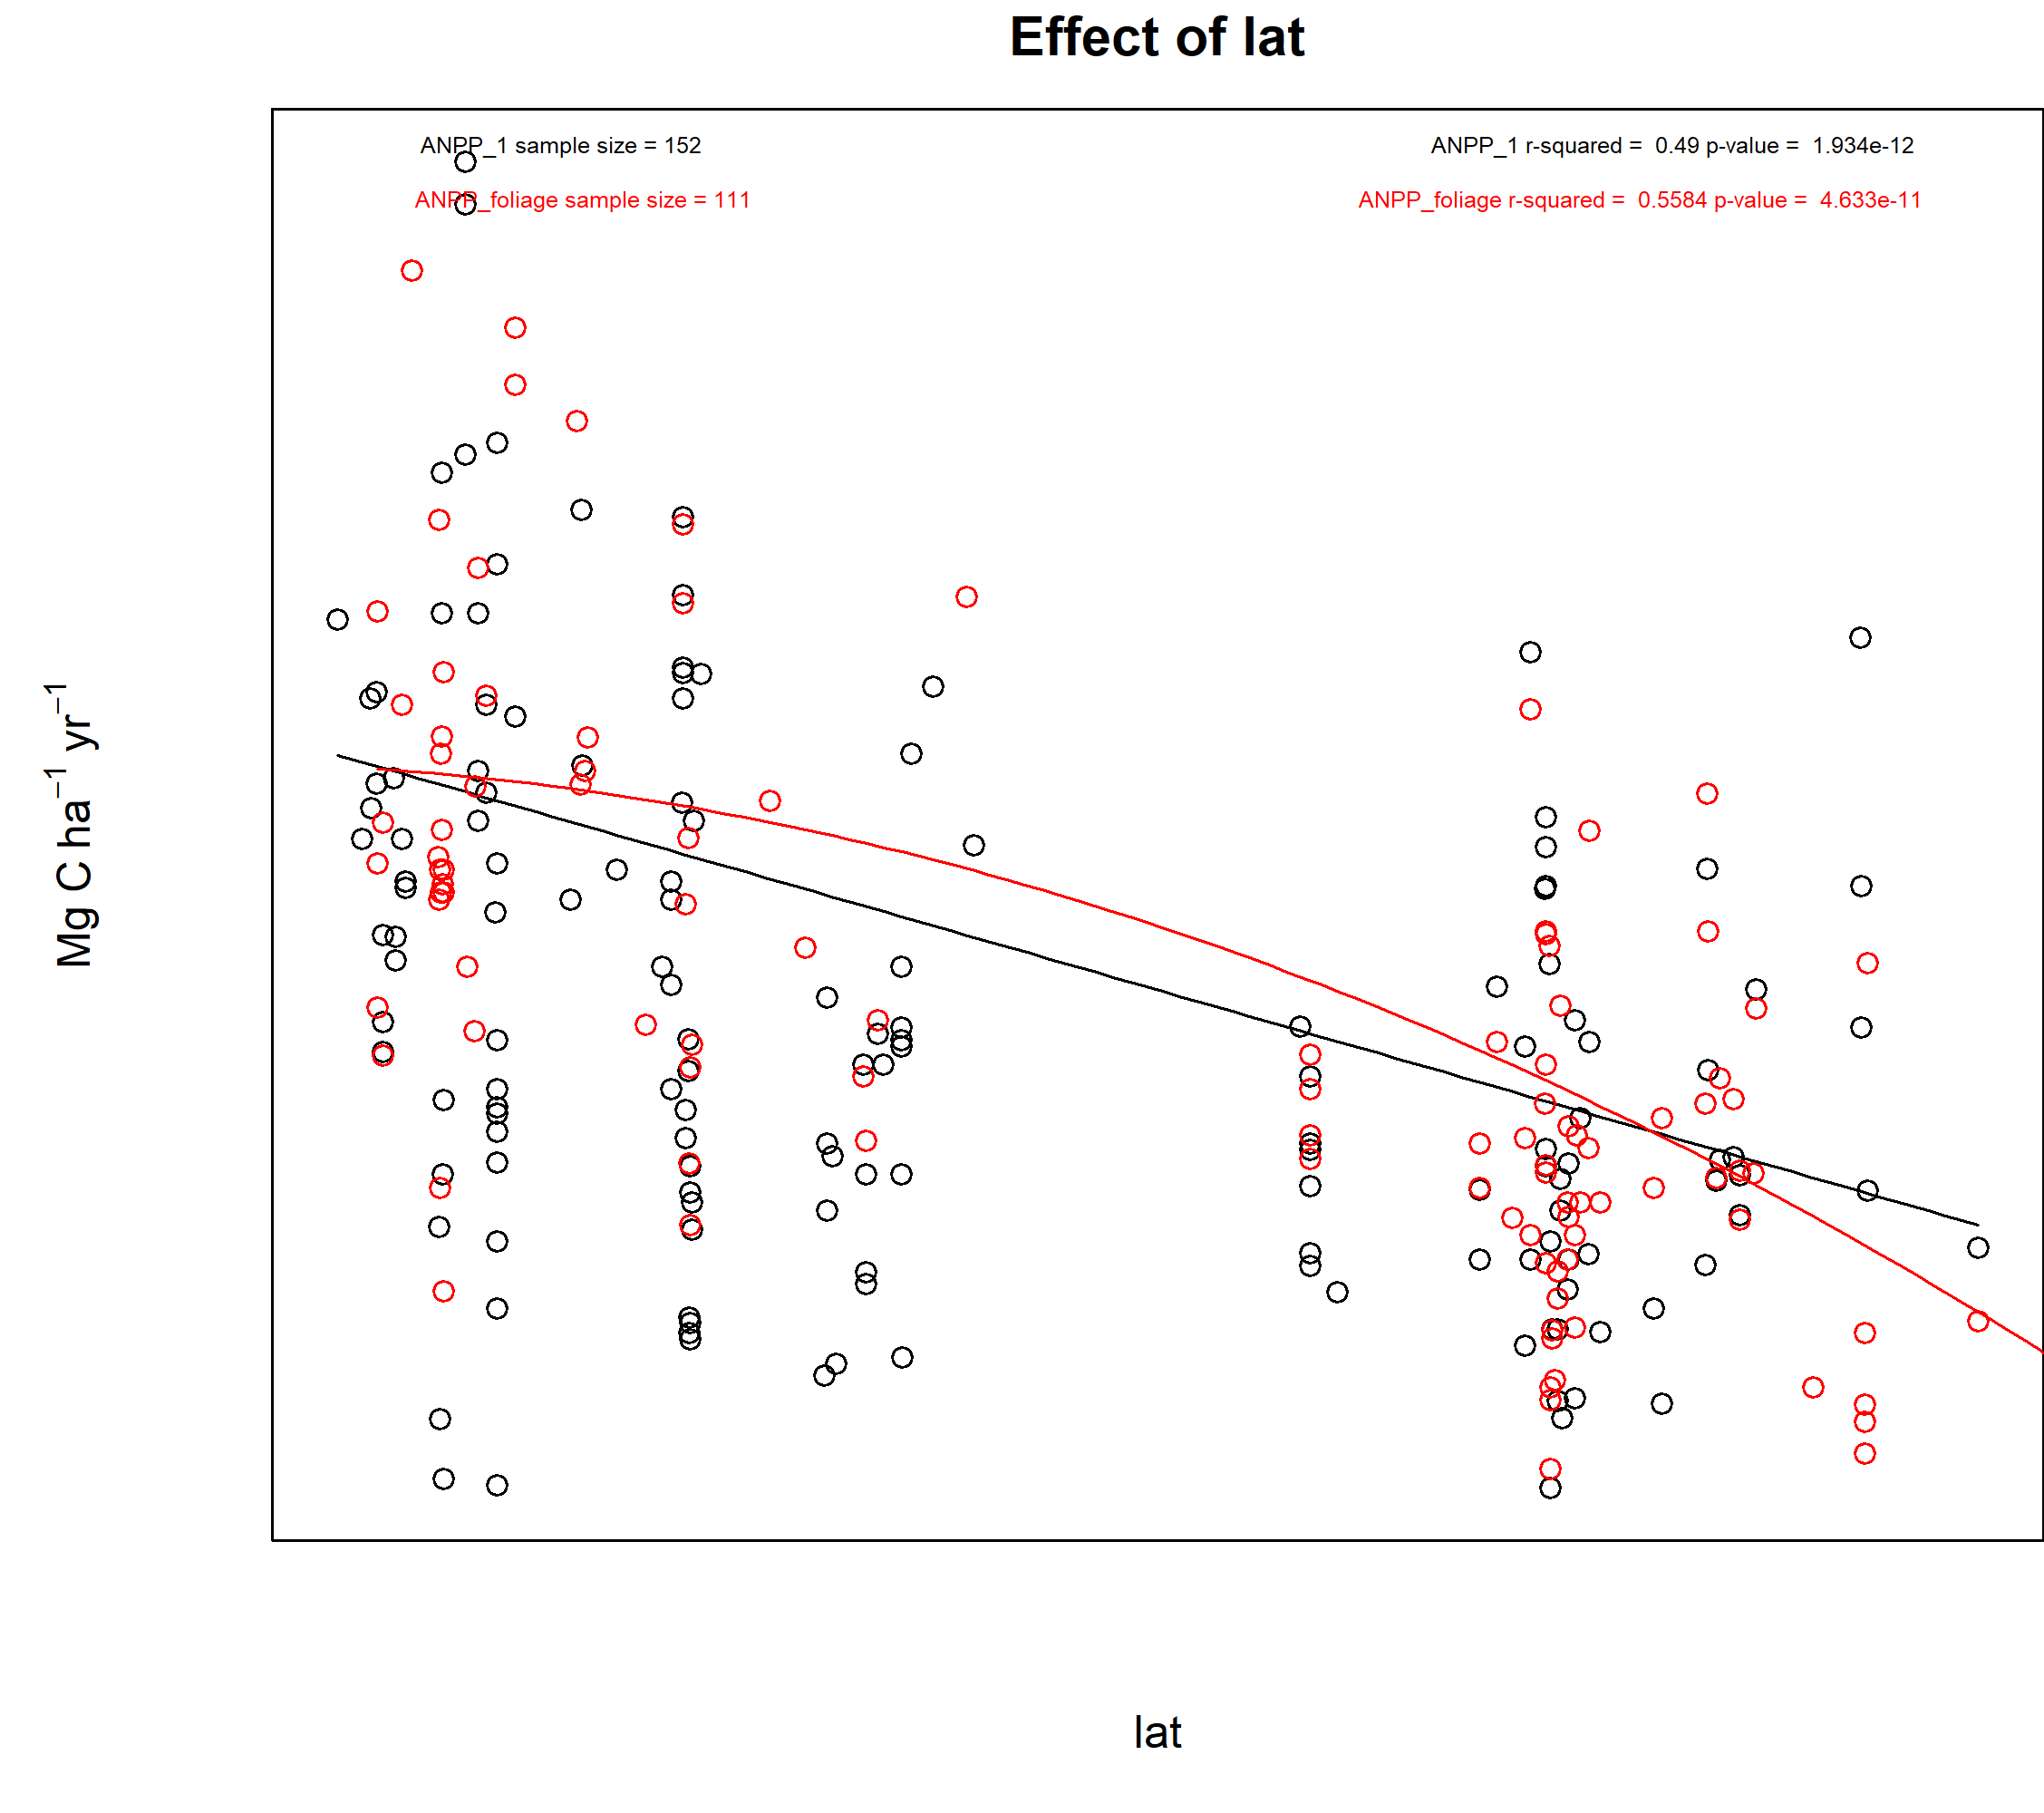 Effect of lat
ANPP_1 sample size = 152
ANPP_1 r-squared = 0.49 p-value = 1.934e-12
ANPP_foliage sample size = 111
ANPP_foliage r-squared = 0.5584 p-value = 4.633e-11
Mg C ha⁻¹ yr⁻¹
lat